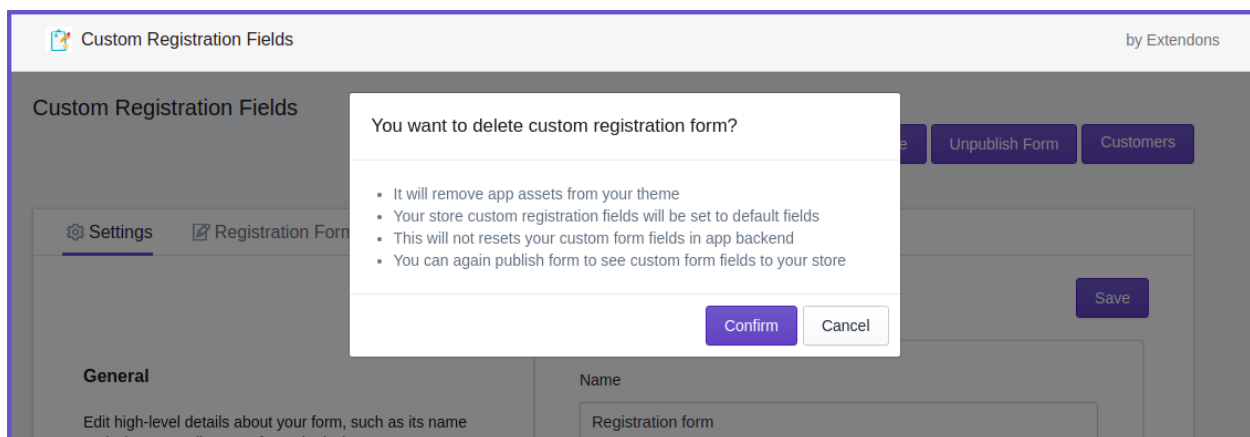 Custom Registration Fields
by Extendons
Custom Registration Fields
You want to delete custom registration form?
e
Unpublish Form
Customers
It will remove app assets from your theme
Your store custom registration fields will be set to default fields
This will not resets your custom form fields in app backend
You can again publish form to see custom form fields to your store
Settings
Registration Form
Save
Confirm
Cancel
General
Name
Edit high-level details about your form, such as its name
Registration form